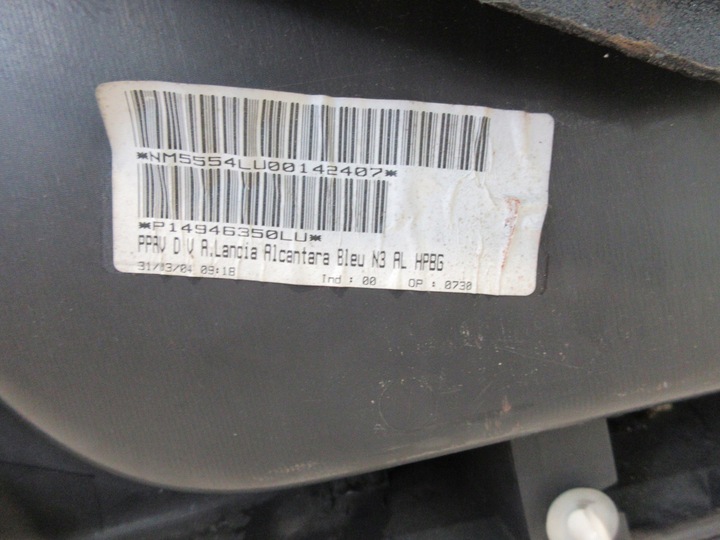 *NM5554LU00142407*
*P14946350LU*
PPAV D V A.Lancia Alcantara Bleu N3 AL HPBG
31/03/04 09:18 Ind : 00 OP : 0730